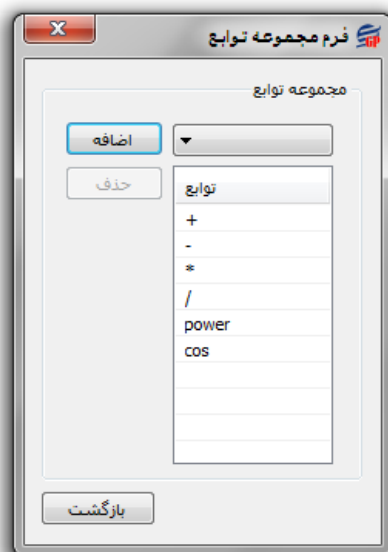 فرم مجموعه توابع
مجموعه توابع
اضافه
حذف
توابع
+
-
*
/
power
cos
بازگشت